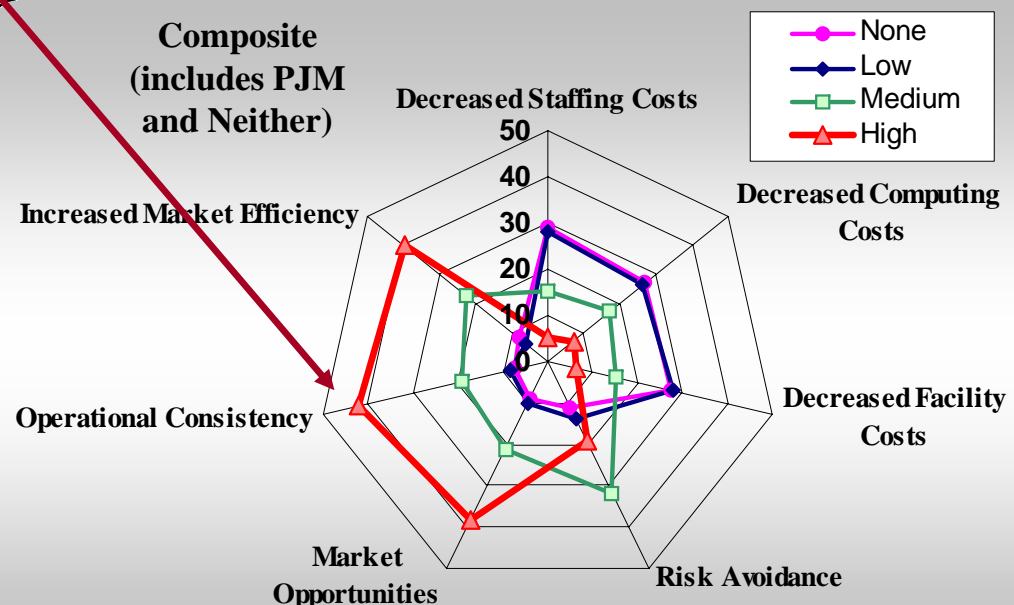 Composite
(includes PJM
and Neither)
None
Low
Medium
High
Decreased Staffing Costs
50
40
30
20
10
0
Decreased Computing
Costs
Increased Market Efficiency
Decreased Facility
Costs
Operational Consistency
Market
Opportunities
Risk Avoidance